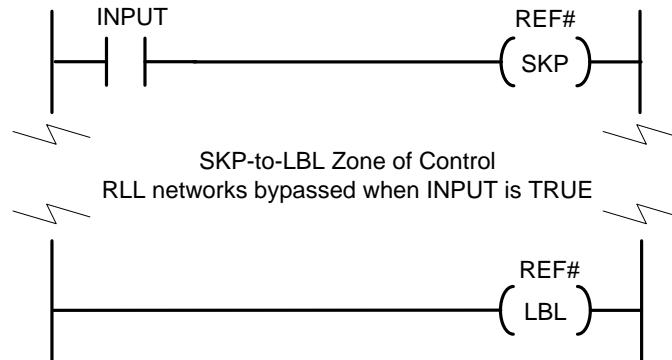 INPUT
REF#
SKP
SKP-to-LBL Zone of Control
RLL networks bypassed when INPUT is TRUE
REF#
LBL